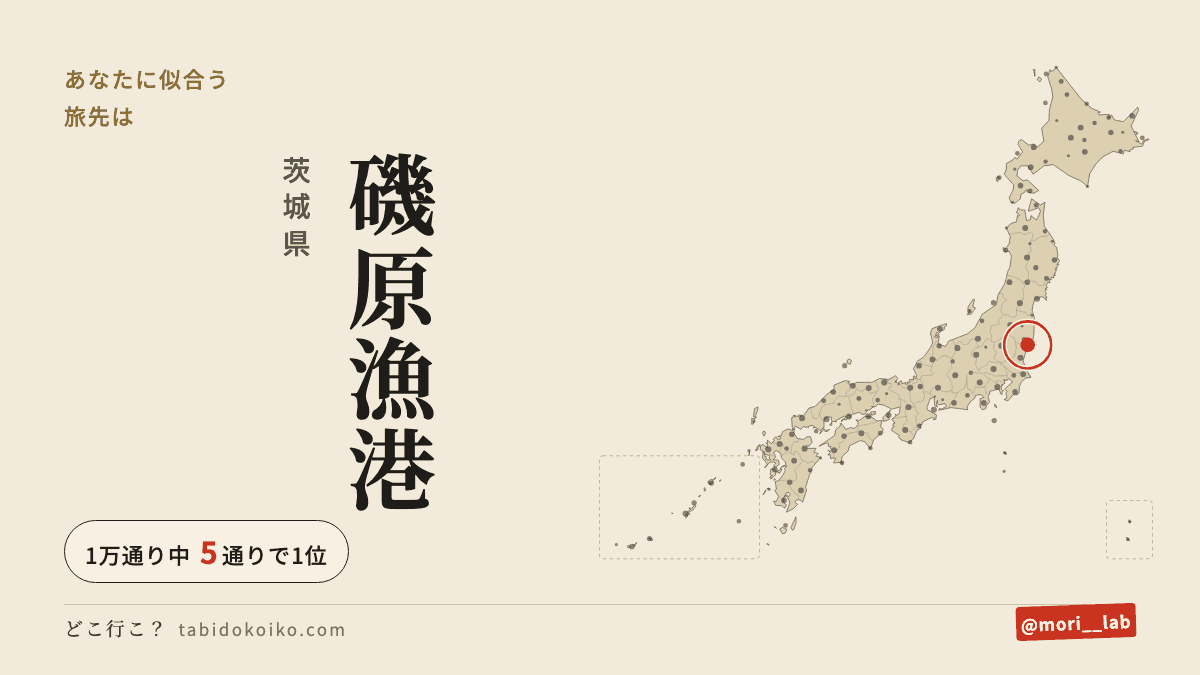 あなたに似合う
旅先は
茨城県
磯原漁港
1万通り中 5通りで1位
どこ行こ？ tabidokoiko.com
@mori__lab